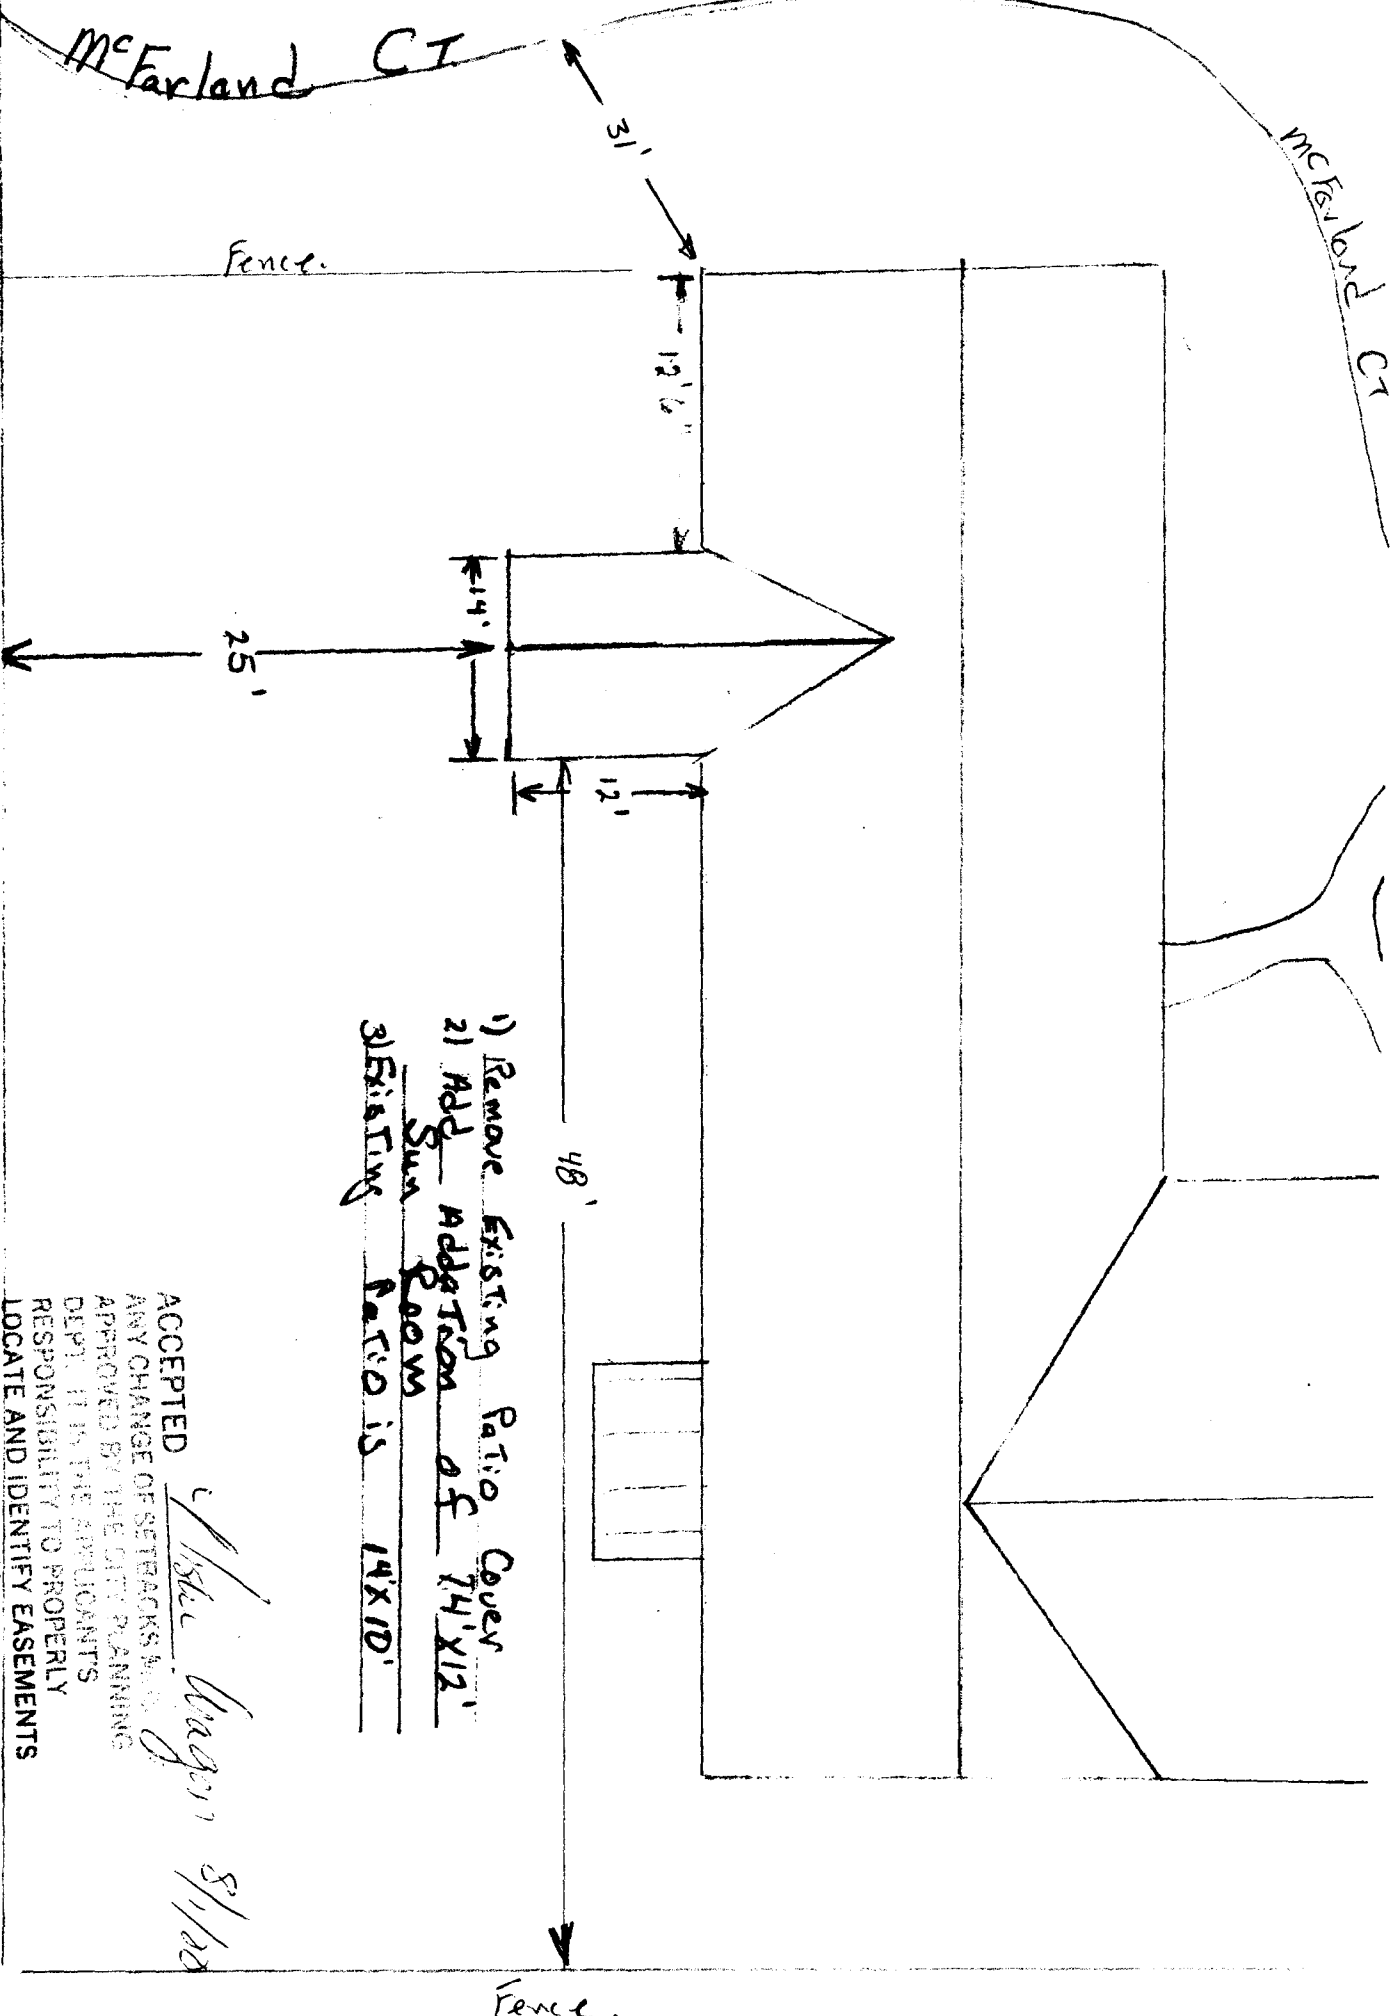 McFarland CT
McFarland CT
31'
Fence.
12'6"
14'
25'
12'
48'
1) Remove Existing Patio Cover
2) Add Addation of 14'X12'
Sun Room
3) Existing Patio is 14'X10'
ACCEPTED
ANY CHANGE OF SETBACKS
APPROVED BY THE CITY PLANNING
DEPT. IT IS THE APPLICANT'S
RESPONSIBILITY TO PROPERLY
LOCATE AND IDENTIFY EASEMENTS
Fence.